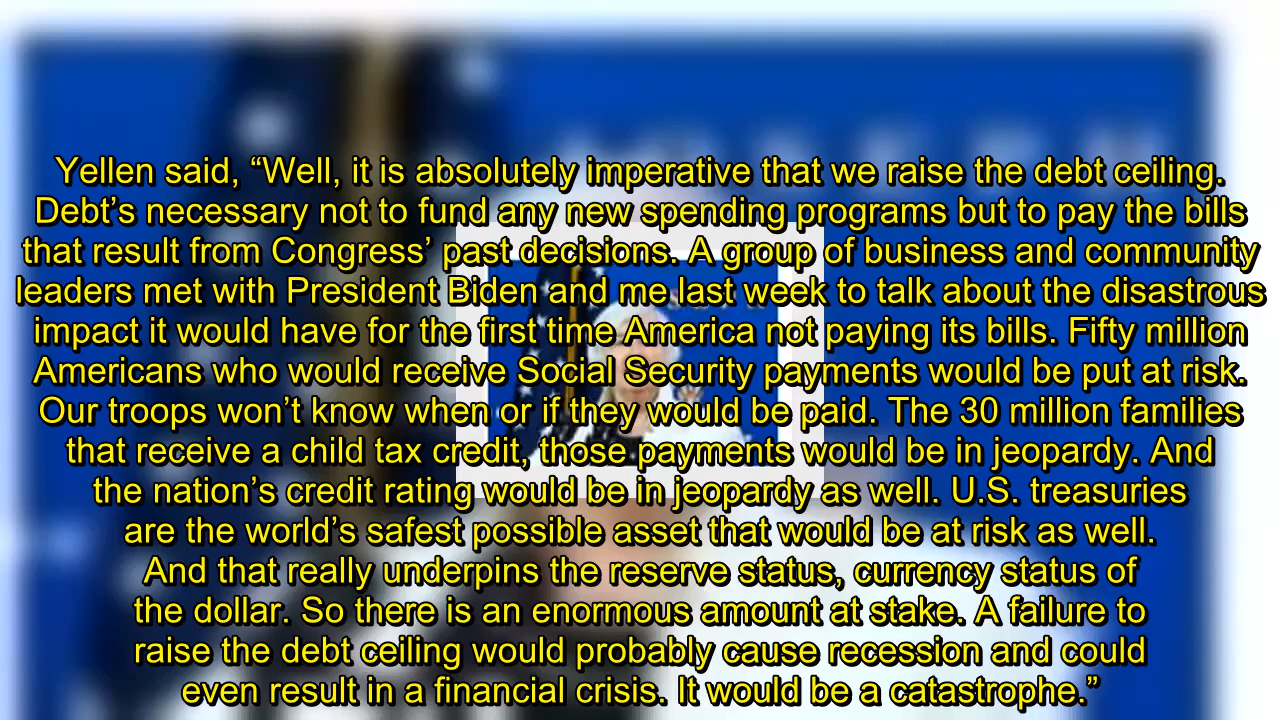 Yellen said, “Well, it is absolutely imperative that we raise the debt ceiling.
Debt’s necessary not to fund any new spending programs but to pay the bills
that result from Congress’ past decisions. A group of business and community
leaders met with President Biden and me last week to talk about the disastrous
impact it would have for the first time America not paying its bills. Fifty million
Americans who would receive Social Security payments would be put at risk.
Our troops won’t know when or if they would be paid. The 30 million families
that receive a child tax credit, those payments would be in jeopardy. And
the nation’s credit rating would be in jeopardy as well. U.S. treasuries
are the world’s safest possible asset that would be at risk as well.
And that really underpins the reserve status, currency status of
the dollar. So there is an enormous amount at stake. A failure to
raise the debt ceiling would probably cause recession and could
even result in a financial crisis. It would be a catastrophe.”